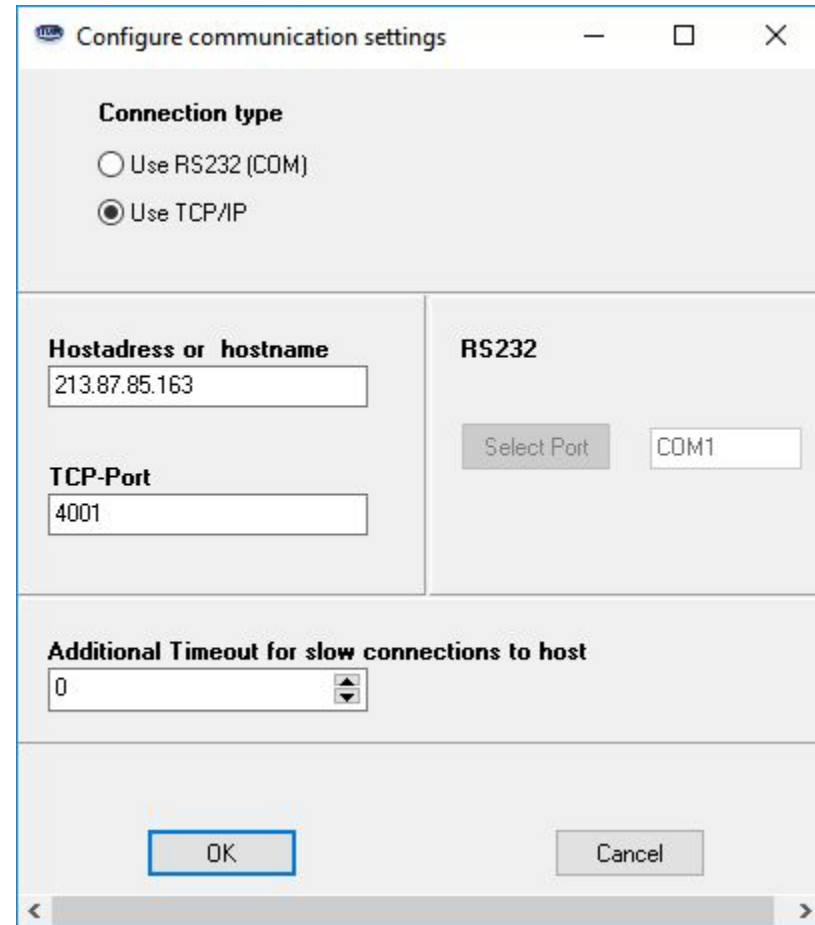 Configure communication settings
Connection type
Use RS232 (COM)
Use TCP/IP
Hostadress or hostname
213.87.85.163
TCP-Port
4001
RS232
Select Port
COM1
Additional Timeout for slow connections to host
0
OK
Cancel